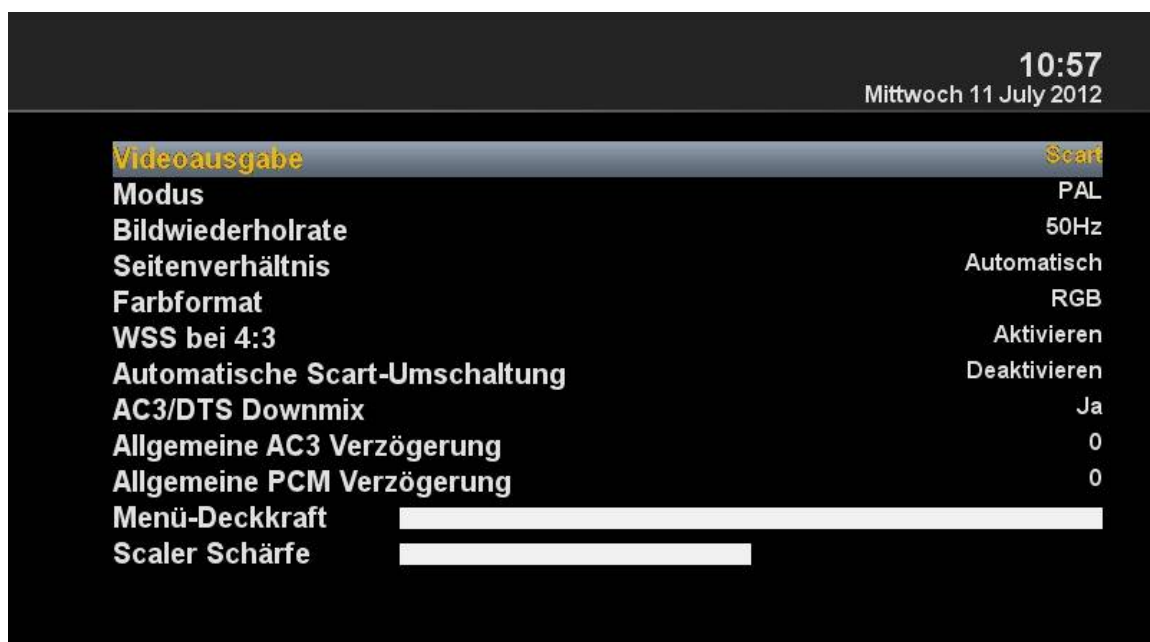 10:57
Mittwoch 11 July 2012
Videoausgabe Scart
Modus PAL
Bildwiederholrate 50Hz
Seitenverhältnis Automatisch
Farbformat RGB
WSS bei 4:3 Aktivieren
Automatische Scart-Umschaltung Deaktivieren
AC3/DTS Downmix Ja
Allgemeine AC3 Verzögerung 0
Allgemeine PCM Verzögerung 0
Menü-Deckkraft
Scaler Schärfe